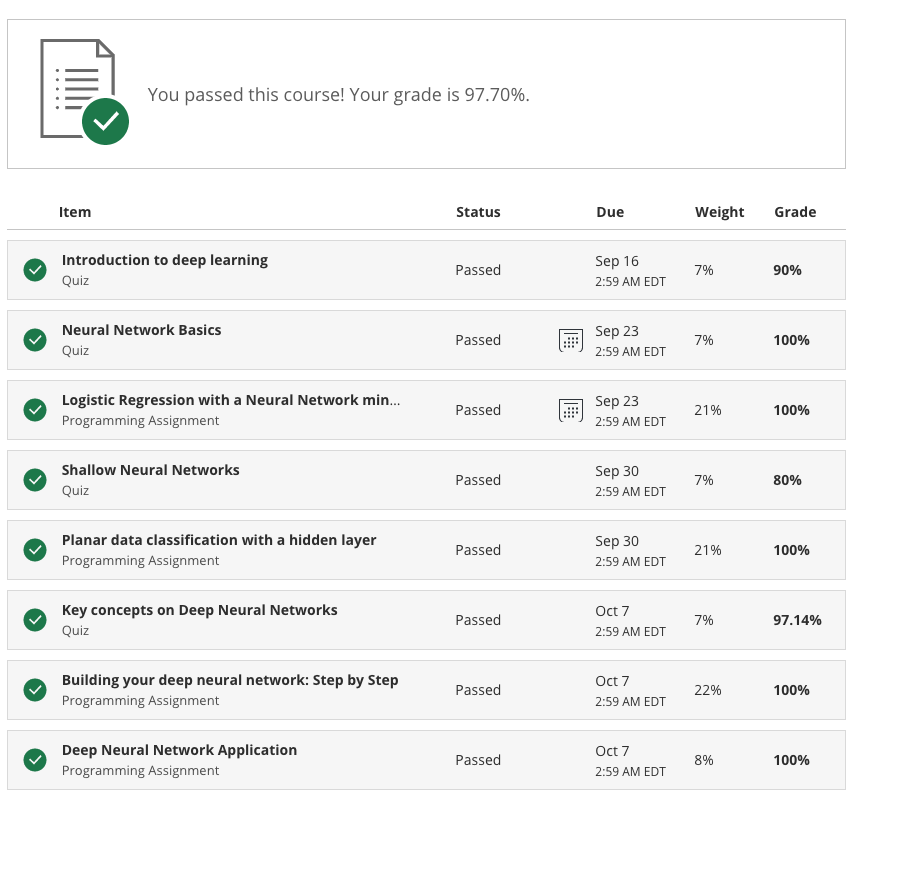 You passed this course! Your grade is 97.70%.
Item Status Due Weight Grade
Introduction to deep learning
Quiz
Passed
Sep 16
2:59 AM EDT
7%
90%
Neural Network Basics
Quiz
Passed
Sep 23
2:59 AM EDT
7%
100%
Logistic Regression with a Neural Network min...
Programming Assignment
Passed
Sep 23
2:59 AM EDT
21%
100%
Shallow Neural Networks
Quiz
Passed
Sep 30
2:59 AM EDT
7%
80%
Planar data classification with a hidden layer
Programming Assignment
Passed
Sep 30
2:59 AM EDT
21%
100%
Key concepts on Deep Neural Networks
Quiz
Passed
Oct 7
2:59 AM EDT
7%
97.14%
Building your deep neural network: Step by Step
Programming Assignment
Passed
Oct 7
2:59 AM EDT
22%
100%
Deep Neural Network Application
Programming Assignment
Passed
Oct 7
2:59 AM EDT
8%
100%